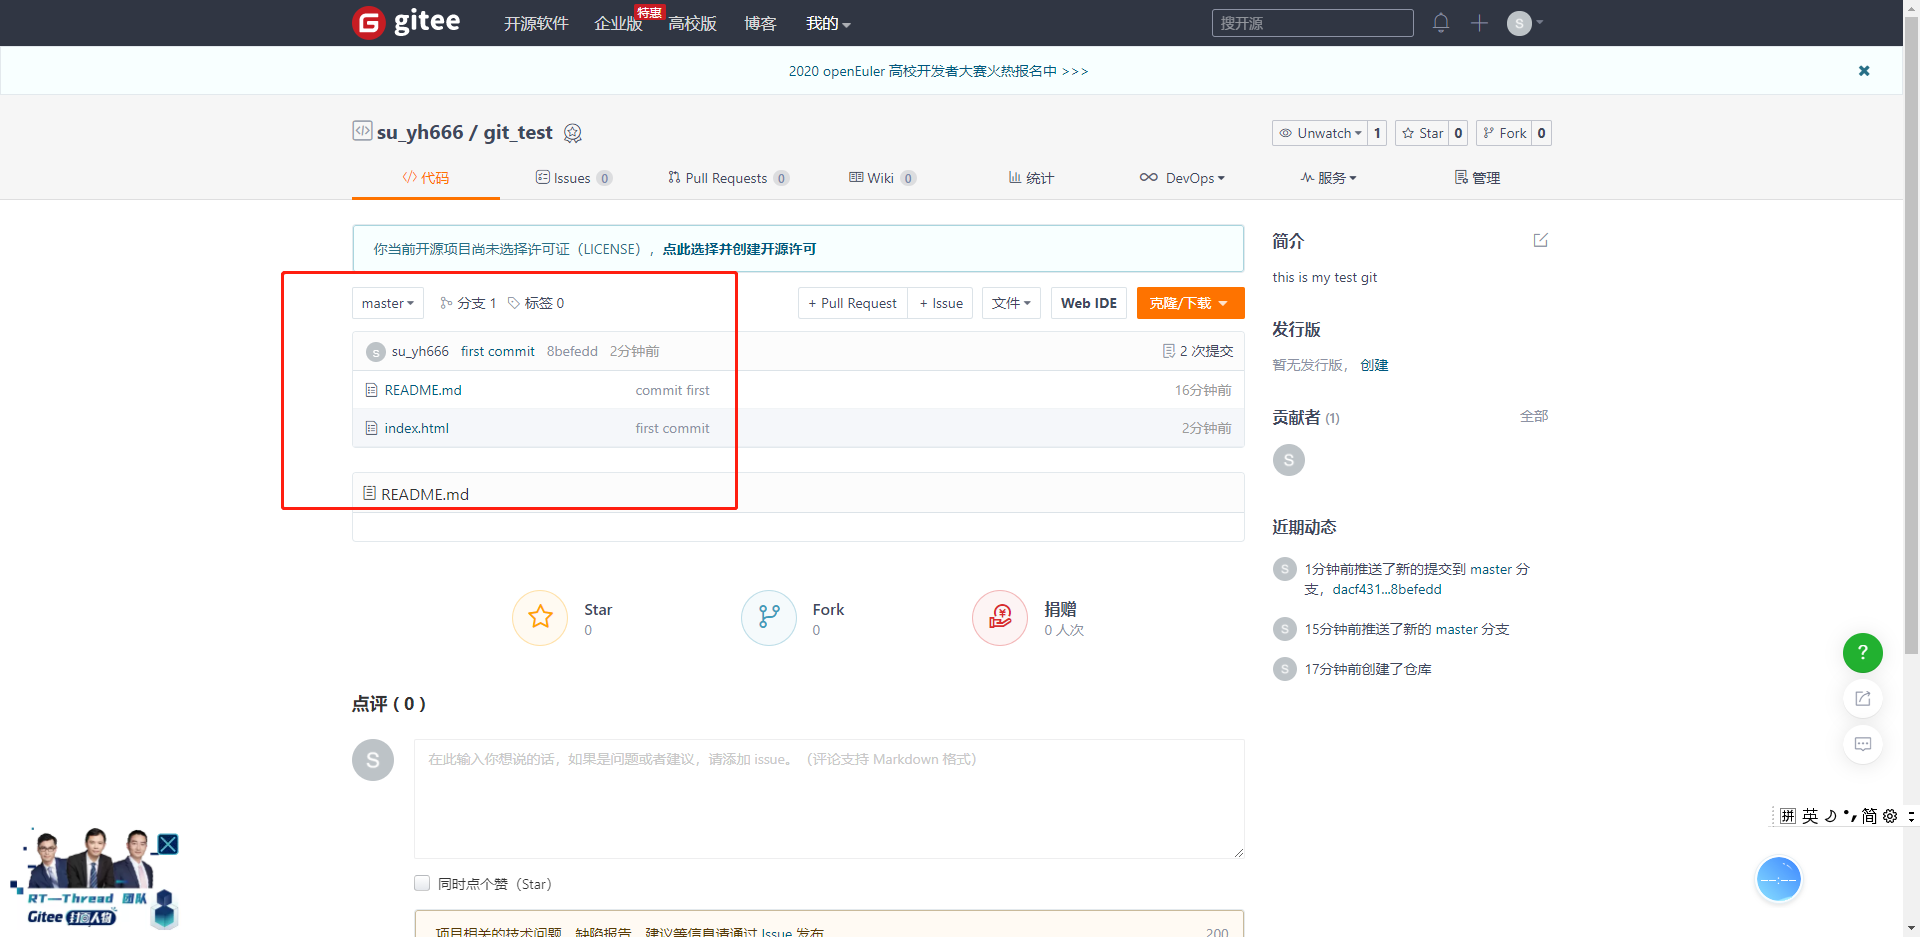 gitee 开源软件 企业版 特惠 高校版 博客 我的 搜开源 S
2020 openEuler 高校开发者大赛火热报名中 >>>
su_yh666 / git_test
Unwatch 1 Star 0 Fork 0
代码 Issues 0 Pull Requests 0 Wiki 0 统计 DevOps 服务 管理
你当前开源项目尚未选择许可证（LICENSE），点此选择并创建开源许可
master 分支 1 标签 0
+ Pull Request + Issue 文件 Web IDE 克隆/下载
S su_yh666 first commit 8befedd 2分钟前 2 次提交
README.md commit first 16分钟前
index.html first commit 2分钟前
README.md
Star
0
Fork
0
捐赠
0 人次
点评 ( 0 )
S
在此输入你想说的话，如果是问题或者建议，请添加 issue。（评论支持 Markdown 格式）
同时点个赞（Star）
项目相关的技术问题、缺陷报告、建议等信息请通过 Issue 发布 200
简介
this is my test git
发行版
暂无发行版， 创建
贡献者 (1) 全部
S
近期动态
S 1分钟前推送了新的提交到 master 分
支，dacf431...8befedd
S 15分钟前推送了新的 master 分支
S 17分钟前创建了仓库
?
拼 英 简
--:--
RT—Thread 团队
Gitee 封面人物